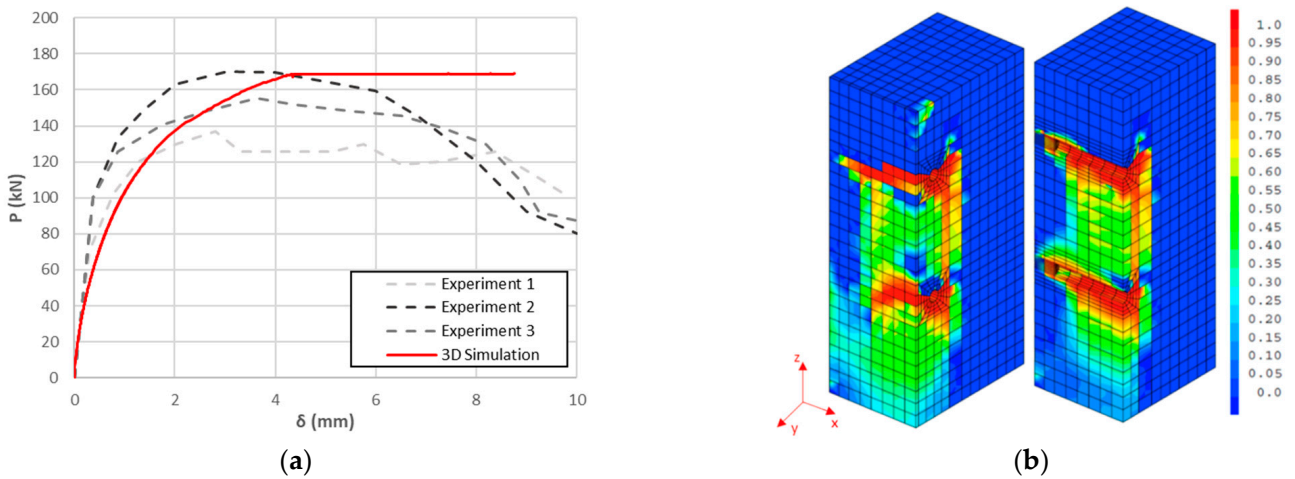 200
180
160
140
120
100
80
60
40
20
0
P (kN)
0 2 4 6 8 10
δ (mm)
Experiment 1
Experiment 2
Experiment 3
3D Simulation
(a)
z
y
x
1.0
0.95
0.90
0.85
0.80
0.75
0.70
0.65
0.60
0.55
0.50
0.45
0.40
0.35
0.30
0.25
0.20
0.15
0.10
0.05
0.0
(b)